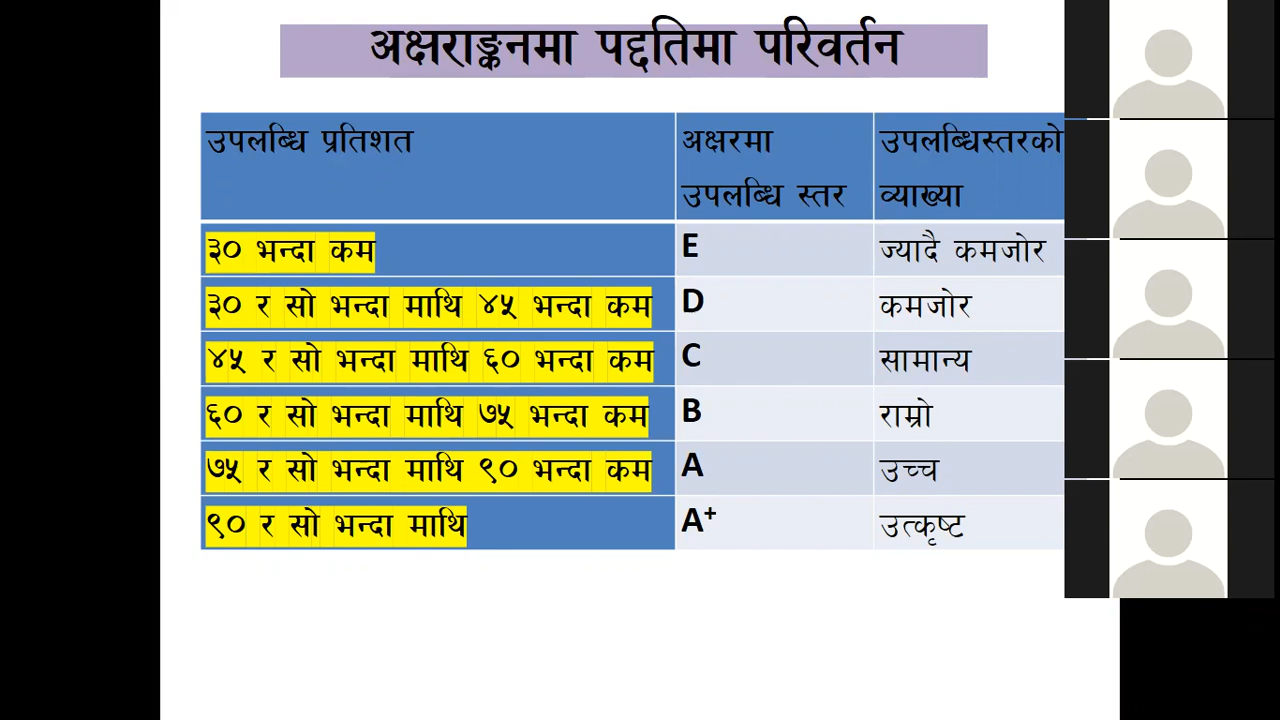 अक्षराङ्कनमा पद्दतिमा परिवर्तन
उपलब्धि प्रतिशत
अक्षरमा
उपलब्धि स्तर
उपलब्धिस्तरको
व्याख्या
३० भन्दा कम
E
ज्यादै कमजोर
३० र सो भन्दा माथि ४५ भन्दा कम
D
कमजोर
४५ र सो भन्दा माथि ६० भन्दा कम
C
सामान्य
६० र सो भन्दा माथि ७५ भन्दा कम
B
राम्रो
७५ र सो भन्दा माथि ९० भन्दा कम
A
उच्च
९० र सो भन्दा माथि
A⁺
उत्कृष्ट